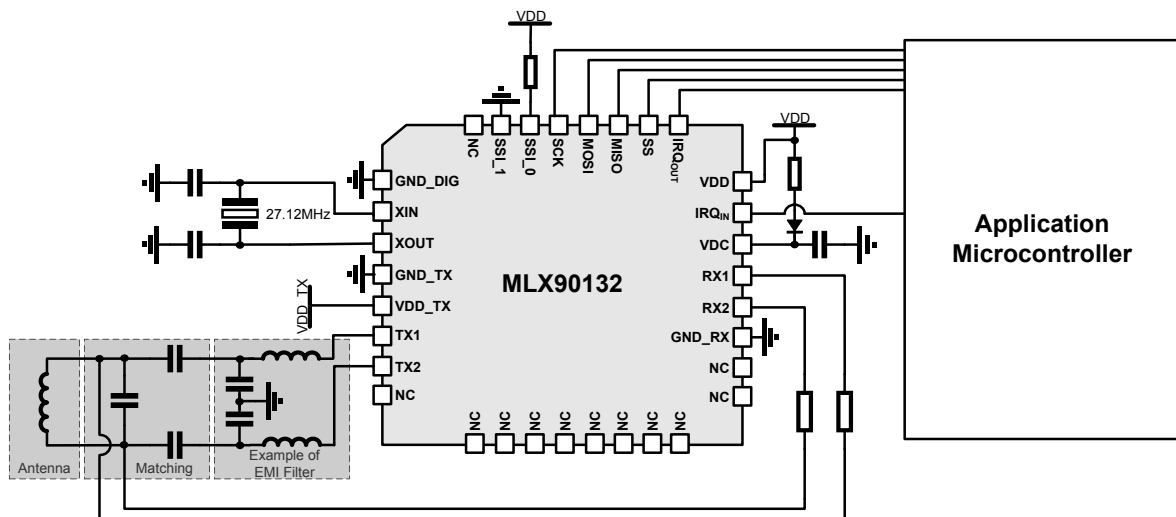 VDD
NC
SSI_1
SSI_0
SCK
MOSI
MISO
SS
IRQOUT
VDD
GND_DIG
XIN
XOUT
GND_TX
VDD_TX
TX1
TX2
NC
27.12MHz
VDD_TX
MLX90132
VDD
IRQIN
VDC
RX1
RX2
GND_RX
NC
NC
NC
NC
NC
NC
NC
NC
NC
NC
Application
Microcontroller
Antenna
Matching
Example of
EMI Filter